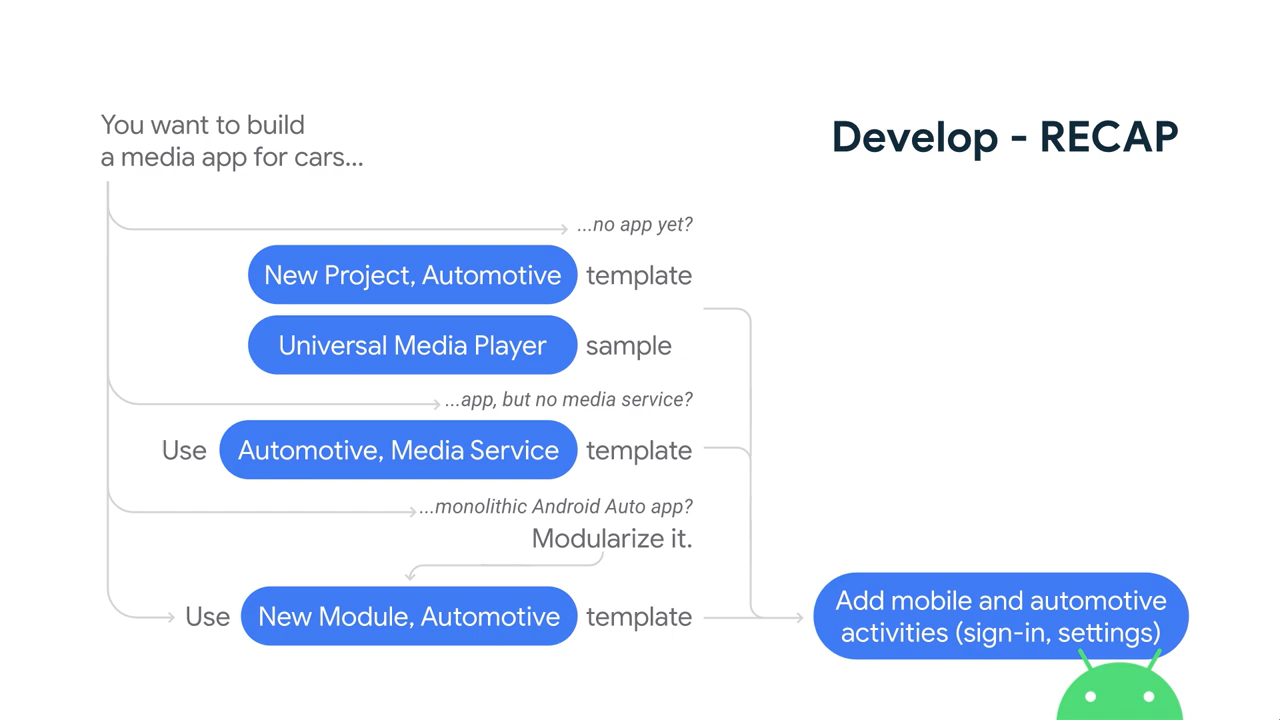 You want to build
a media app for cars...
Develop - RECAP
...no app yet?
New Project, Automotive template
Universal Media Player sample
...app, but no media service?
Use Automotive, Media Service template
...monolithic Android Auto app?
Modularize it.
Use New Module, Automotive template
Add mobile and automotive
activities (sign-in, settings)